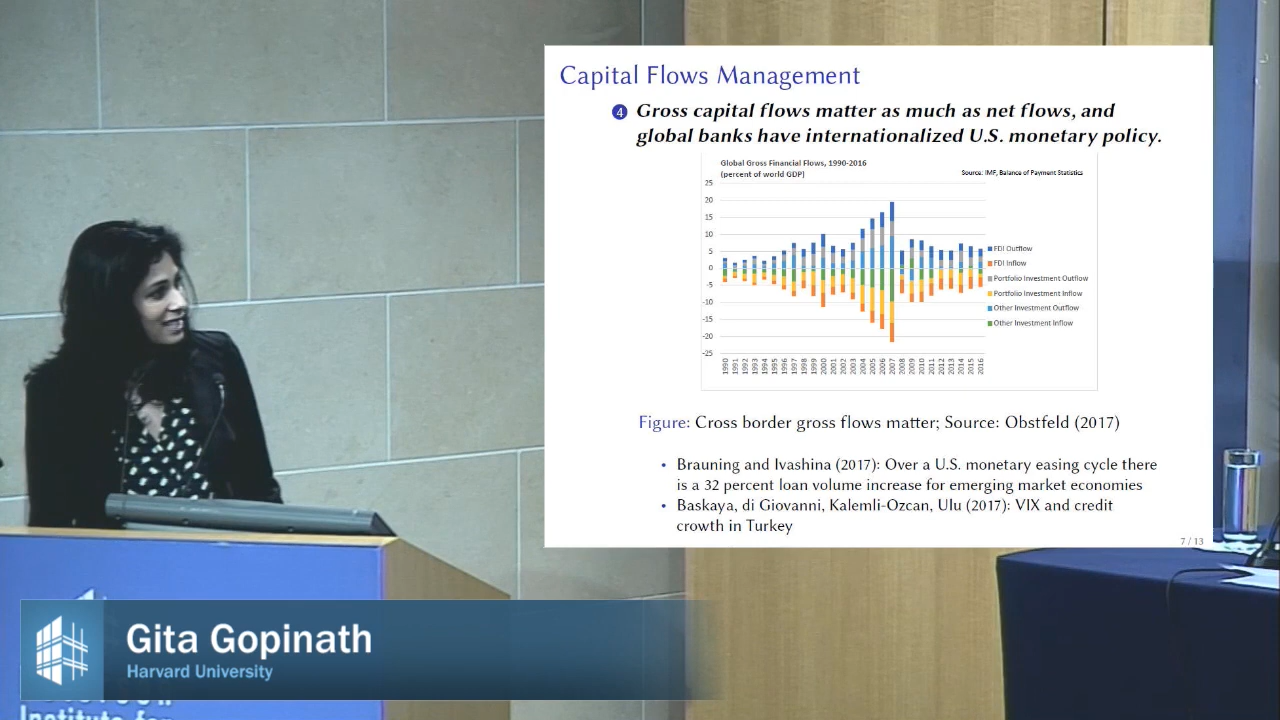 Capital Flows Management
4 Gross capital flows matter as much as net flows, and
global banks have internationalized U.S. monetary policy.
Global Gross Financial Flows, 1990-2016
(percent of world GDP)
Source: IMF, Balance of Payment Statistics
25
20
15
10
5
0
-5
-10
-15
-20
-25
1990 1991 1992 1993 1994 1995 1996 1997 1998 1999 2000 2001 2002 2003 2004 2005 2006 2007 2008 2009 2010 2011 2012 2013 2014 2015 2016
FDI Outflow
FDI Inflow
Portfolio Investment Outflow
Portfolio Investment Inflow
Other Investment Outflow
Other Investment Inflow
Figure: Cross border gross flows matter; Source: Obstfeld (2017)
• Brauning and Ivashina (2017): Over a U.S. monetary easing cycle there
is a 32 percent loan volume increase for emerging market economies
• Baskaya, di Giovanni, Kalemli-Ozcan, Ulu (2017): VIX and credit
growth in Turkey
7 / 13
Gita Gopinath
Harvard University
Institute for